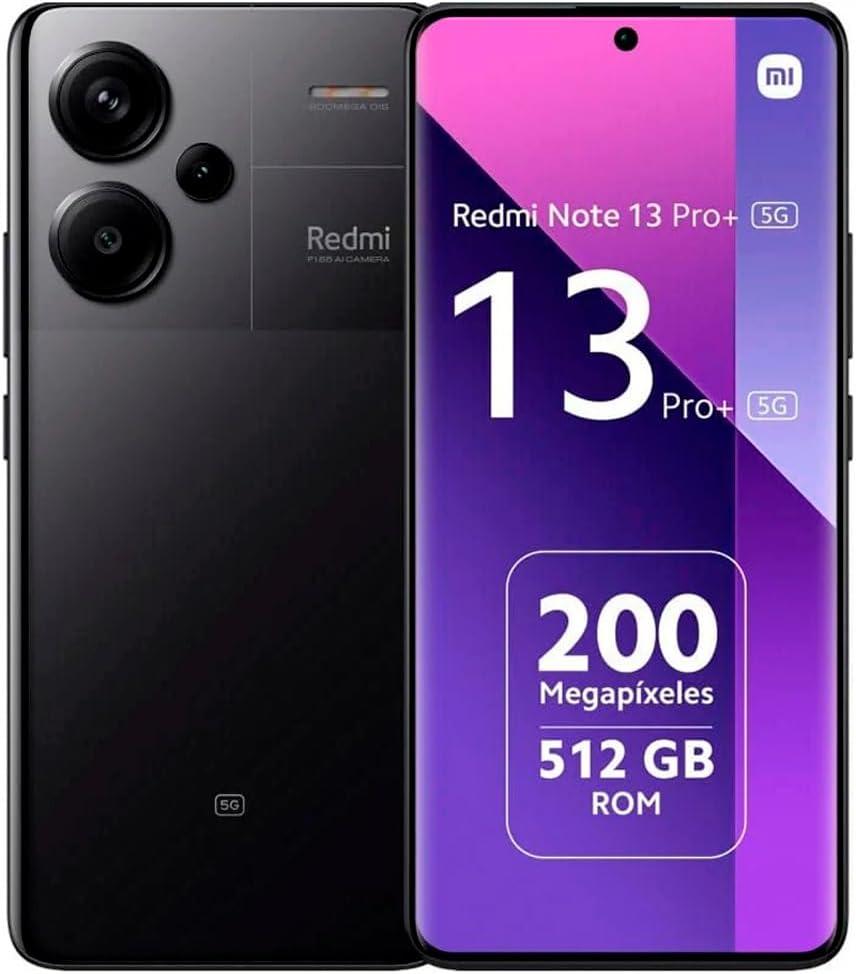 200MEGA OIS
Redmi
F1.65 AI CAMERA
5G
mi
Redmi Note 13 Pro+ 5G
13
Pro+ 5G
200
Megapíxeles
512 GB
ROM